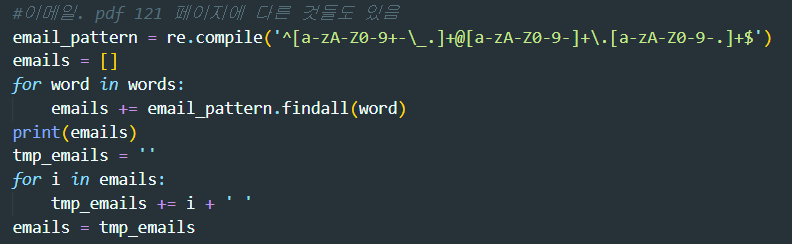 #이메일. pdf 121 페이지에 다른 것들도 있음
email_pattern = re.compile('^[a-zA-Z0-9+-\_.]+@[a-zA-Z0-9-]+\.[a-zA-Z0-9-.]+$')
emails = []
for word in words:
    emails += email_pattern.findall(word)
print(emails)
tmp_emails = ''
for i in emails:
    tmp_emails += i + ' '
emails = tmp_emails